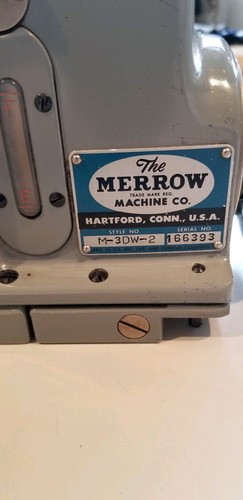 The
MERROW
TRADE MARK REG.
MACHINE CO.
HARTFORD, CONN., U.S.A.
STYLE NO. SERIAL NO.
M-3DW-2 166393